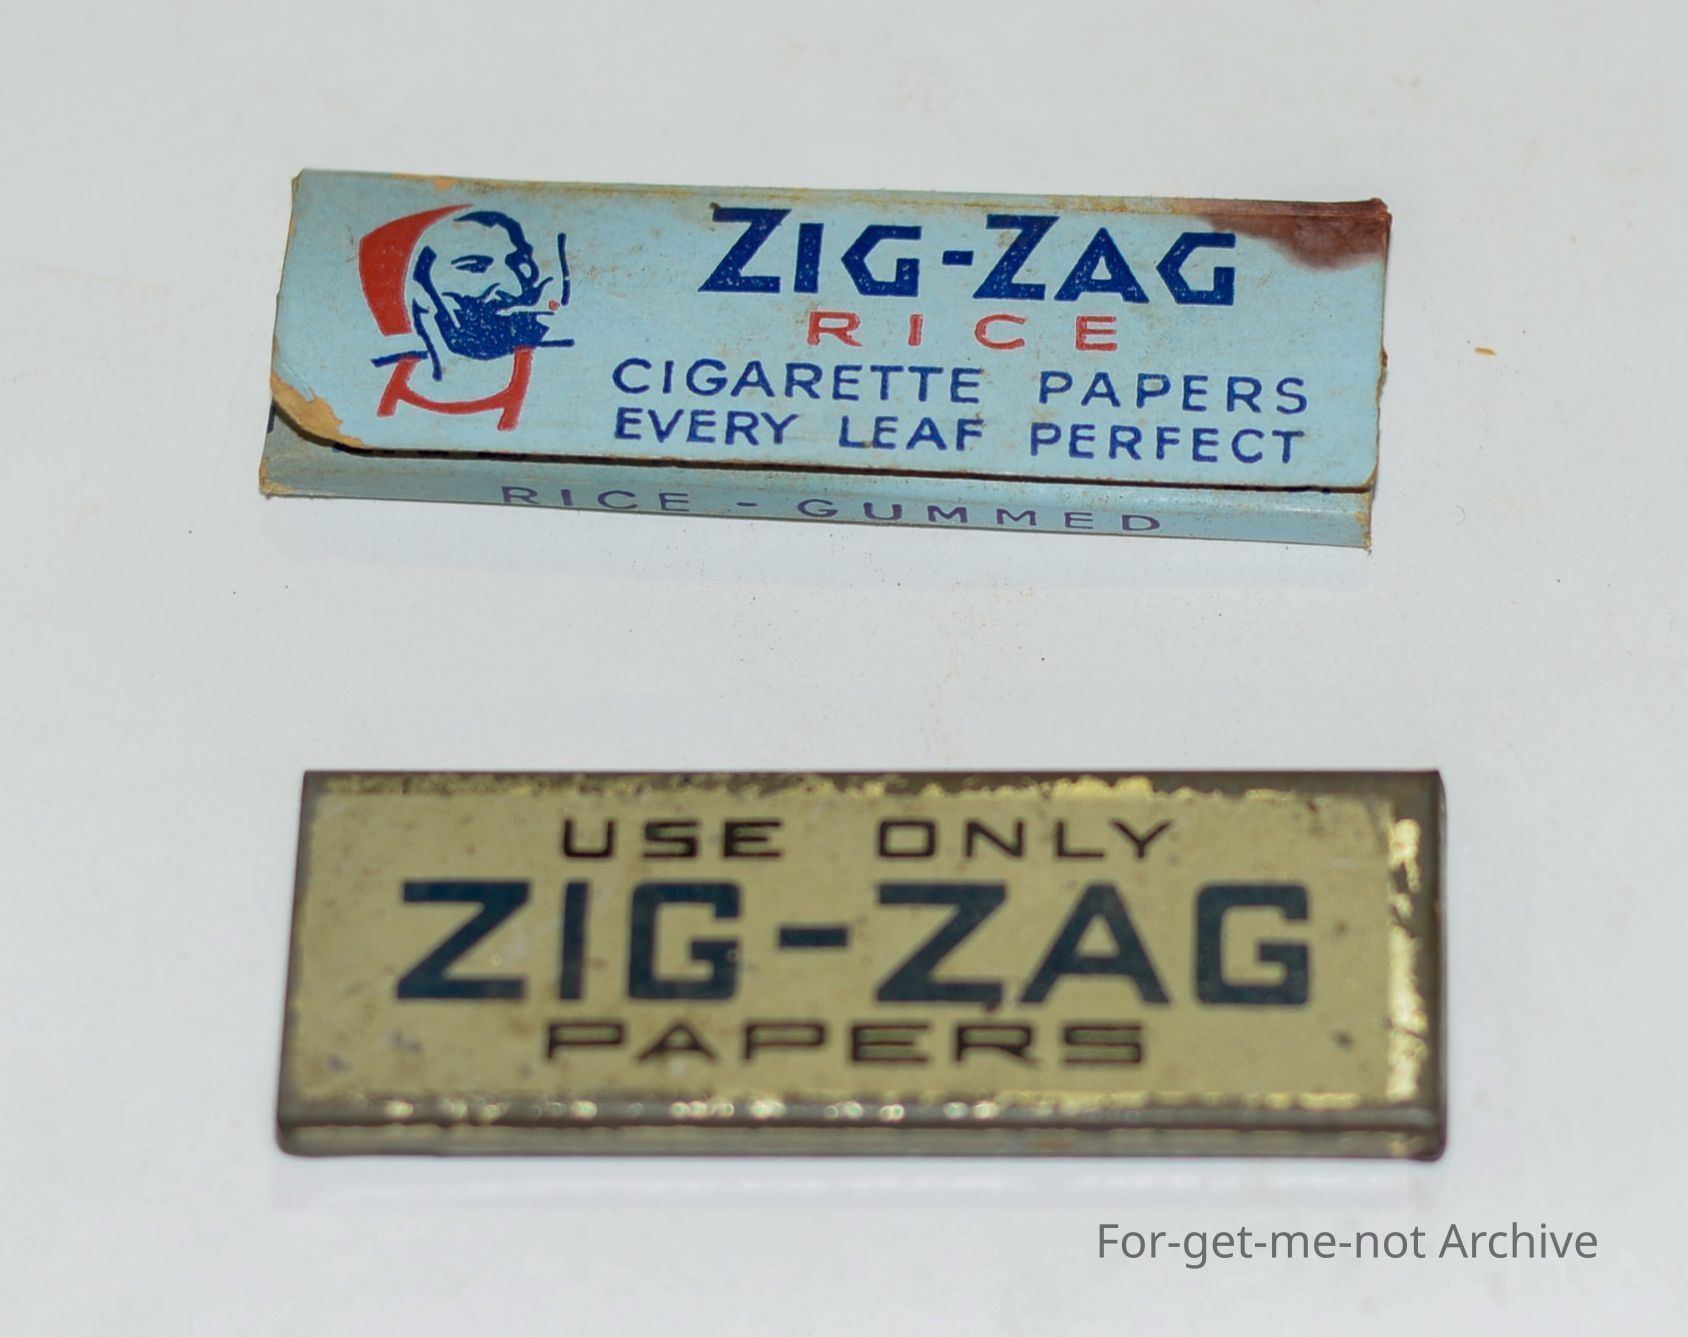 ZIG-ZAG
RICE
CIGARETTE PAPERS
EVERY LEAF PERFECT
RICE - GUMMED
USE ONLY
ZIG-ZAG
PAPERS
For-get-me-not Archive